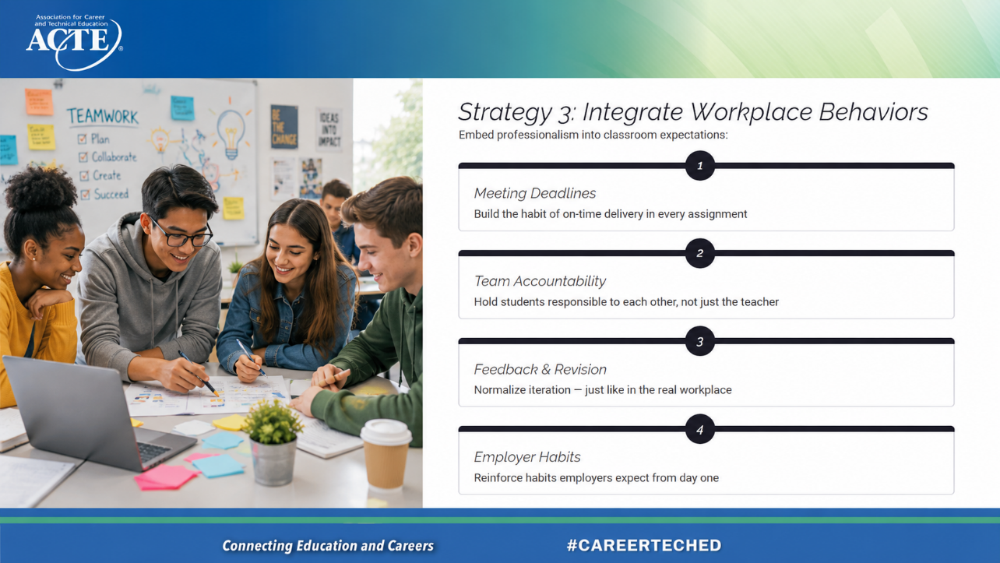 Association for Career
and Technical Education
ACTE®
TEAMWORK
☑ Plan
☑ Collaborate
☑ Create
☑ Succeed
BE
THE
CHANGE
IDEAS
INTO
IMPACT
Strategy 3: Integrate Workplace Behaviors
Embed professionalism into classroom expectations:
1
Meeting Deadlines
Build the habit of on-time delivery in every assignment
2
Team Accountability
Hold students responsible to each other, not just the teacher
3
Feedback & Revision
Normalize iteration — just like in the real workplace
4
Employer Habits
Reinforce habits employers expect from day one
Connecting Education and Careers
#CAREERTECHED